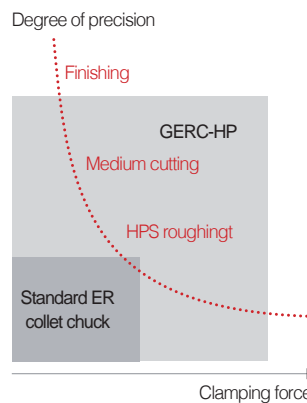 Degree of precision
Finishing
GERC-HP
Medium cutting
HPS roughingt
Standard ER
collet chuck
Clamping force